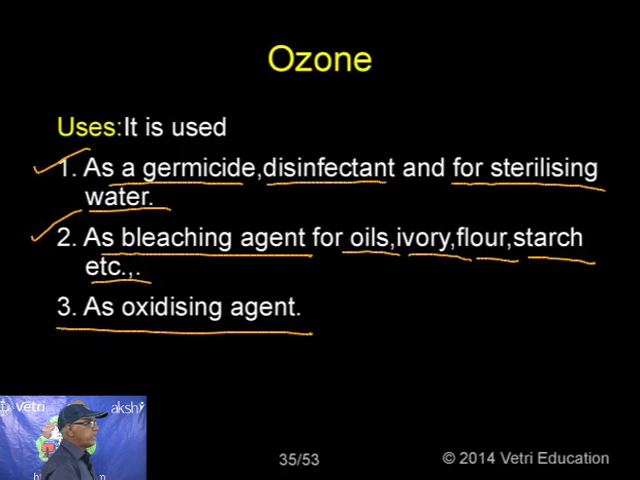 Ozone
Uses:It is used
1. As a germicide,disinfectant and for sterilising
water.
2. As bleaching agent for oils,ivory,flour,starch
etc.,.
3. As oxidising agent.
vetri
akshi
35/53
© 2014 Vetri Education